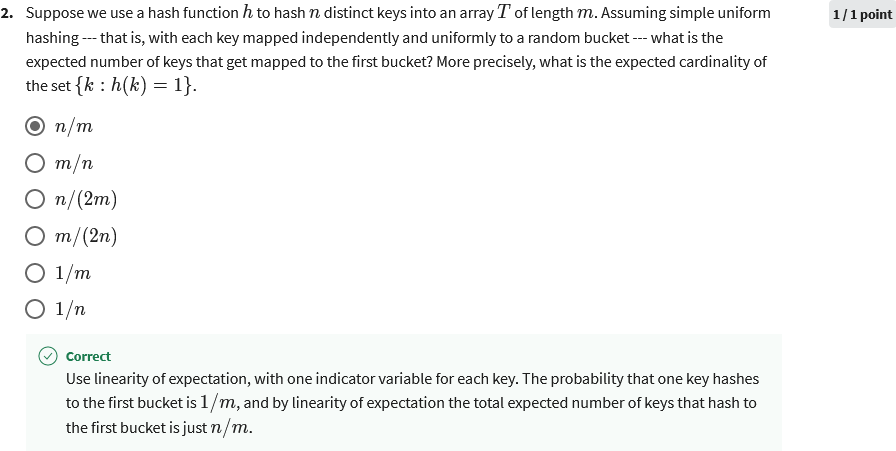 2. Suppose we use a hash function h to hash n distinct keys into an array T of length m. Assuming simple uniform
1 / 1 point
hashing --- that is, with each key mapped independently and uniformly to a random bucket --- what is the
expected number of keys that get mapped to the first bucket? More precisely, what is the expected cardinality of
the set {k : h(k) = 1}.
n/m
m/n
n/(2m)
m/(2n)
1/m
1/n
Correct
Use linearity of expectation, with one indicator variable for each key. The probability that one key hashes
to the first bucket is 1/m, and by linearity of expectation the total expected number of keys that hash to
the first bucket is just n/m.